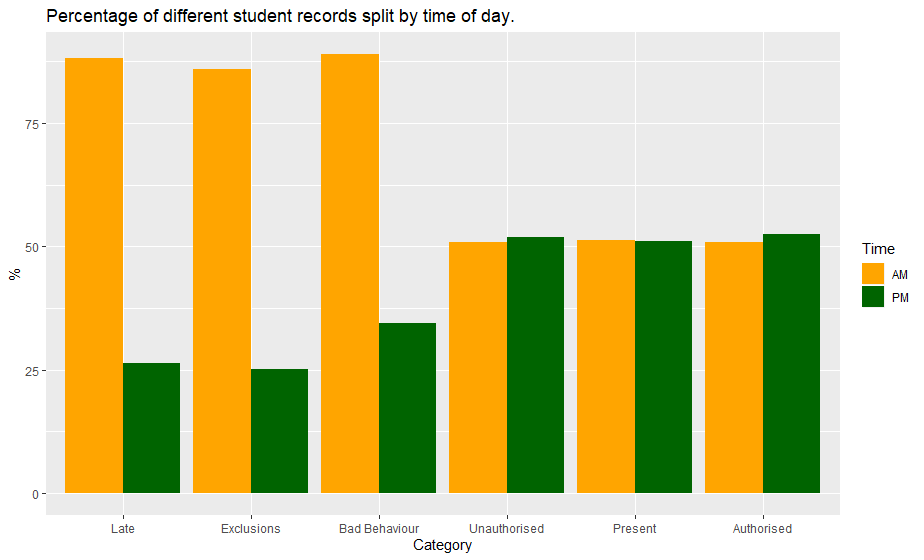 Percentage of different student records split by time of day.
75
50
25
0
%
Late Exclusions Bad Behaviour Unauthorised Present Authorised
Category
Time
AM
PM